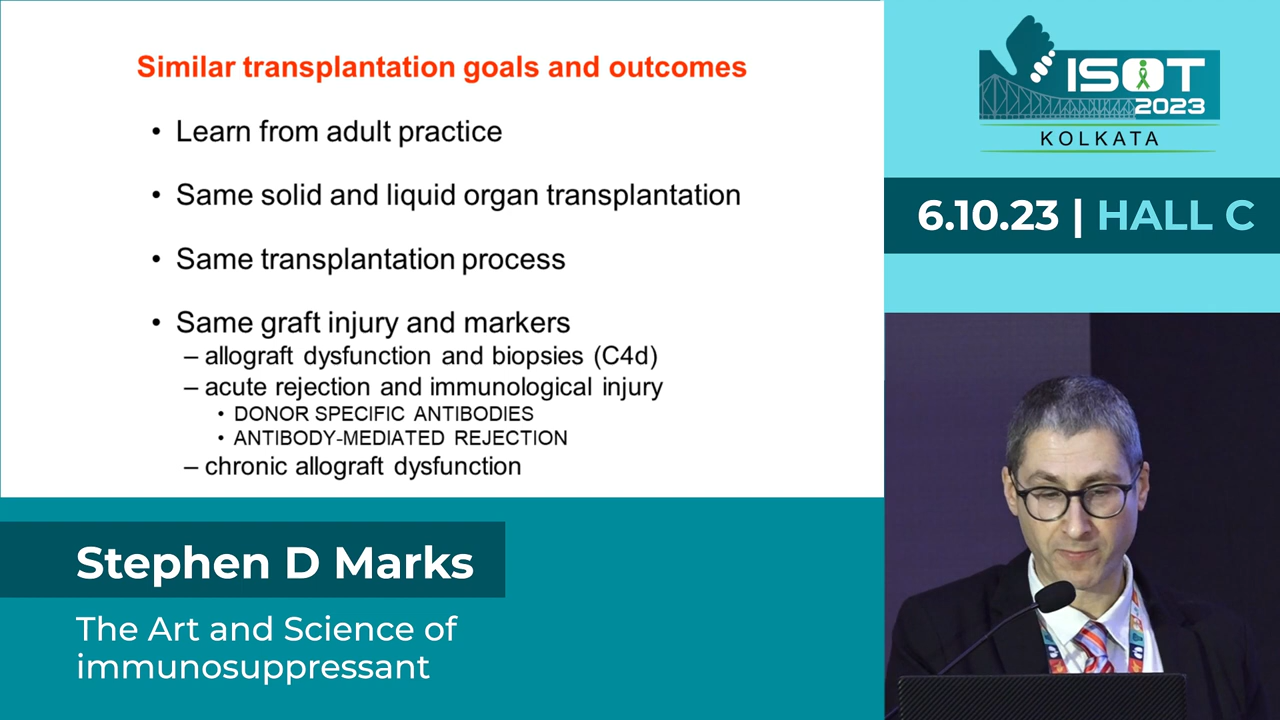 Similar transplantation goals and outcomes
• Learn from adult practice
• Same solid and liquid organ transplantation
• Same transplantation process
• Same graft injury and markers
– allograft dysfunction and biopsies (C4d)
– acute rejection and immunological injury
• DONOR SPECIFIC ANTIBODIES
• ANTIBODY-MEDIATED REJECTION
– chronic allograft dysfunction
ISOT
2023
KOLKATA
6.10.23 | HALL C
Stephen D Marks
The Art and Science of
immunosuppressant